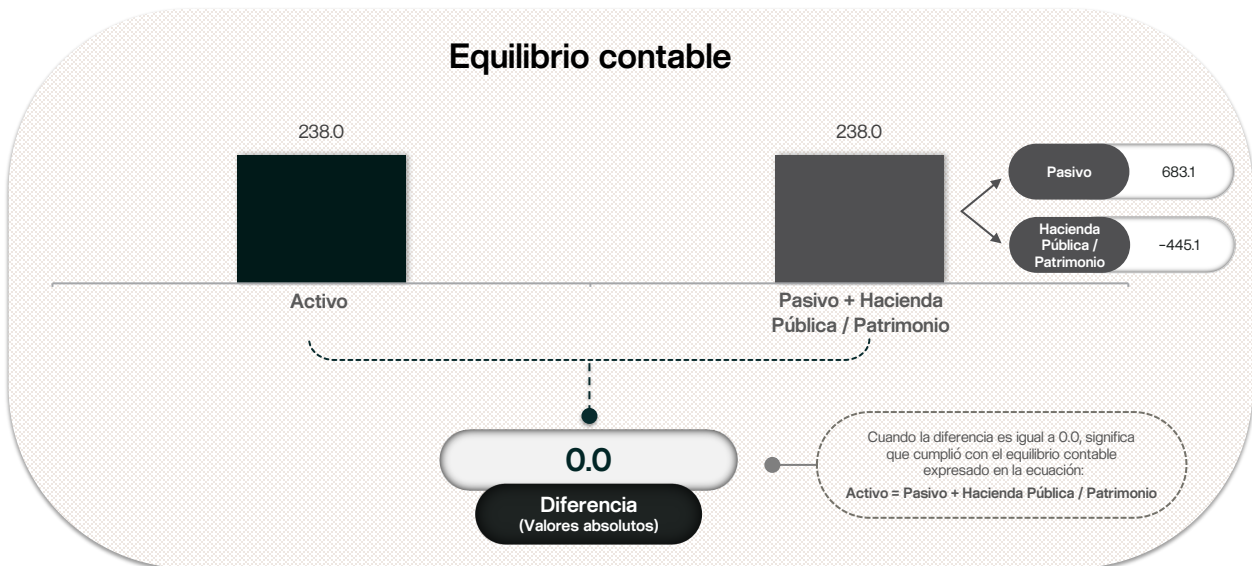 Equilibrio contable
238.0
238.0
Pasivo
683.1
Hacienda
Pública /
Patrimonio
-445.1
Activo
Pasivo + Hacienda
Pública / Patrimonio
0.0
Diferencia
(Valores absolutos)
Cuando la diferencia es igual a 0.0, significa
que cumplió con el equilibrio contable
expresado en la ecuación:
Activo = Pasivo + Hacienda Pública / Patrimonio